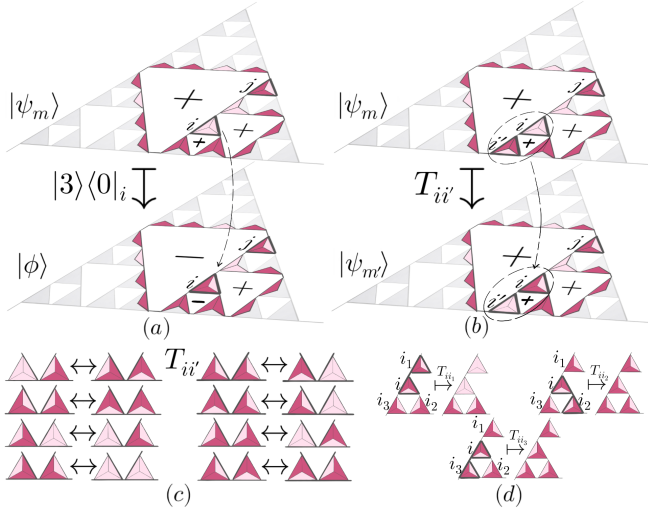 |ψₘ⟩ + j i + + |ψₘ⟩ + j i i′ + +
|3⟩⟨0|ᵢ Tᵢᵢ′
|ϕ⟩ − j i + - |ψₘ′⟩ + j i i′ + +
(a) (b)
Tᵢᵢ′
i₁ Tᵢᵢ₁ i i₃ i₂
i₁ Tᵢᵢ₂ i i₃ i₂
i₁ Tᵢᵢ₃ i i₃ i₂
(c) (d)